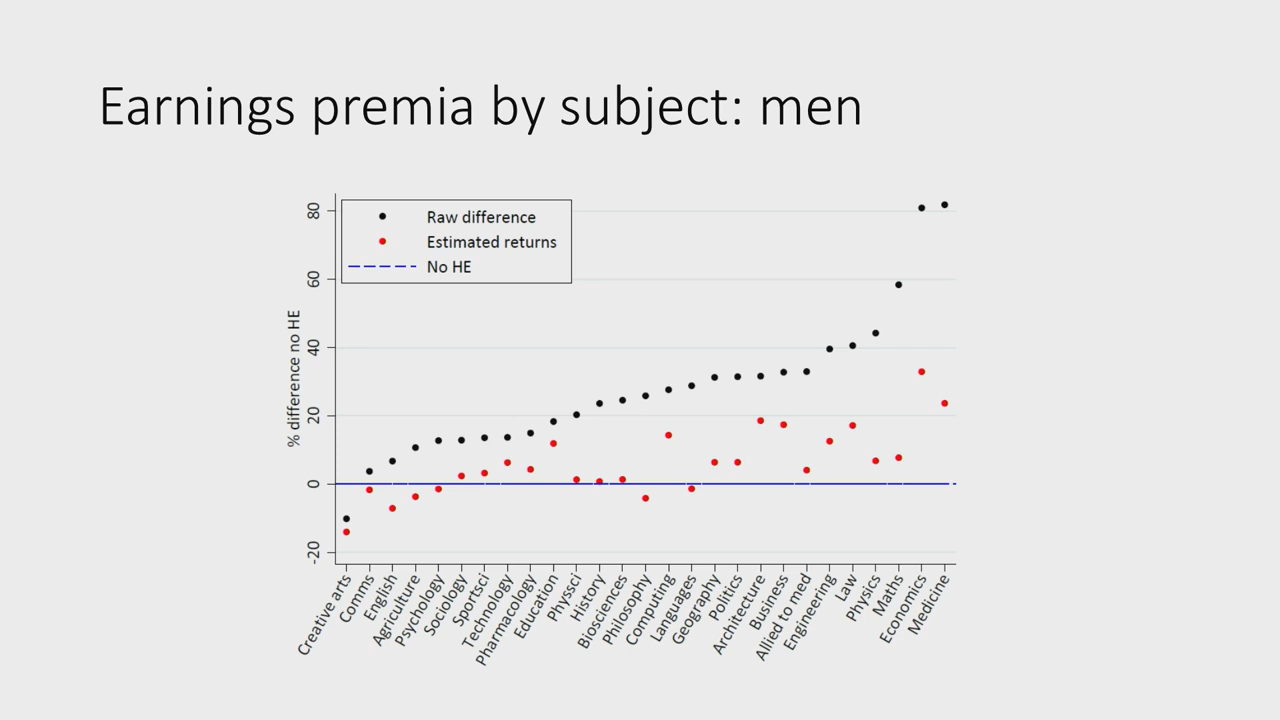 Earnings premia by subject: men
Raw difference
Estimated returns
No HE
% difference no HE
80
60
40
20
0
-20
Creative arts
Comms
English
Agriculture
Psychology
Sociology
Sportsci
Technology
Pharmacology
Education
Physsci
History
Biosciences
Philosophy
Computing
Languages
Geography
Politics
Architecture
Business
Allied to med
Engineering
Law
Physics
Maths
Economics
Medicine